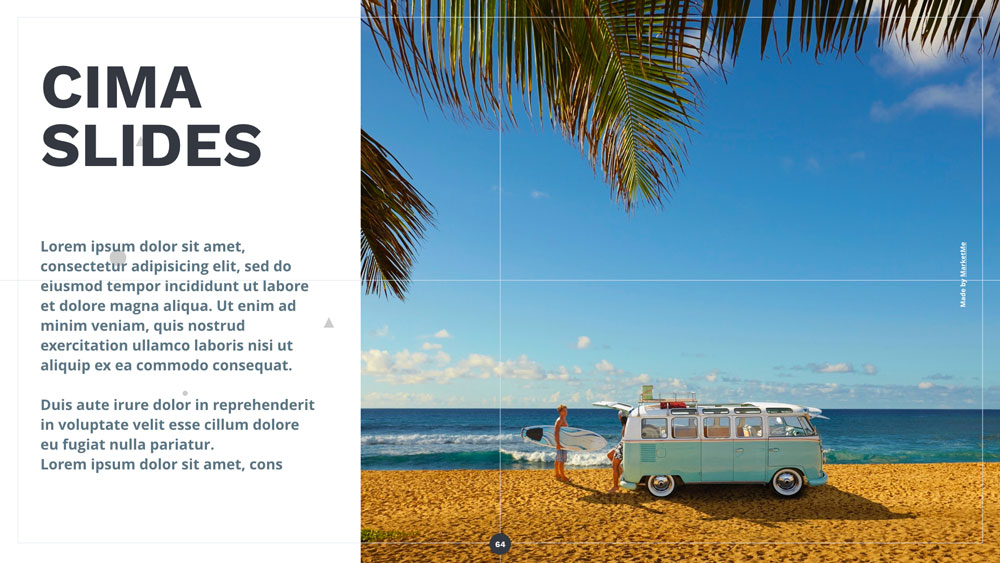 CIMA
SLIDES
Lorem ipsum dolor sit amet,
consectetur adipisicing elit, sed do
eiusmod tempor incididunt ut labore
et dolore magna aliqua. Ut enim ad
minim veniam, quis nostrud
exercitation ullamco laboris nisi ut
aliquip ex ea commodo consequat.
Duis aute irure dolor in reprehenderit
in voluptate velit esse cillum dolore
eu fugiat nulla pariatur.
Lorem ipsum dolor sit amet, cons
Made by MarketMe
64